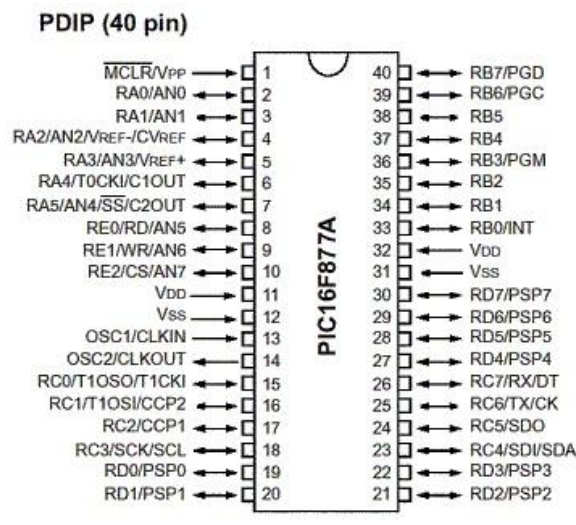 PDIP (40 pin)
MCLR/VPP 1 40 RB7/PGD
RA0/AN0 2 39 RB6/PGC
RA1/AN1 3 38 RB5
RA2/AN2/VREF-/CVREF 4 37 RB4
RA3/AN3/VREF+ 5 36 RB3/PGM
RA4/T0CKI/C1OUT 6 35 RB2
RA5/AN4/SS/C2OUT 7 34 RB1
RE0/RD/AN5 8 33 RB0/INT
RE1/WR/AN6 9 32 VDD
RE2/CS/AN7 10 31 VSS
VDD 11 30 RD7/PSP7
VSS 12 29 RD6/PSP6
OSC1/CLKIN 13 28 RD5/PSP5
OSC2/CLKOUT 14 27 RD4/PSP4
RC0/T1OSO/T1CKI 15 26 RC7/RX/DT
RC1/T1OSI/CCP2 16 25 RC6/TX/CK
RC2/CCP1 17 24 RC5/SDO
RC3/SCK/SCL 18 23 RC4/SDI/SDA
RD0/PSP0 19 22 RD3/PSP3
RD1/PSP1 20 21 RD2/PSP2
PIC16F877A